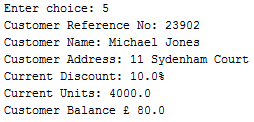 Enter choice: 5
Customer Reference No: 23902
Customer Name: Michael Jones
Customer Address: 11 Sydenham Court
Current Discount: 10.0%
Current Units: 4000.0
Customer Balance £ 80.0